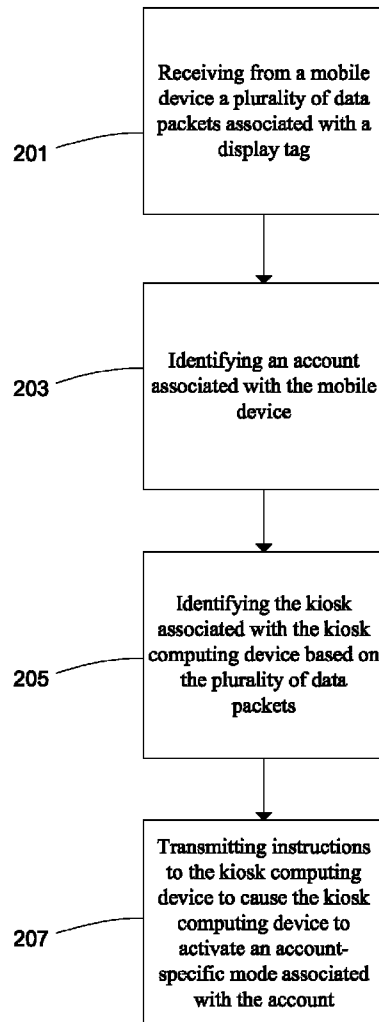 Receiving from a mobile
device a plurality of data
packets associated with a
display tag
201
Identifying an account
associated with the mobile
device
203
Identifying the kiosk
associated with the kiosk
computing device based on
the plurality of data
packets
205
Transmitting instructions
to the kiosk computing
device to cause the kiosk
computing device to
activate an account-
specific mode associated
with the account
207